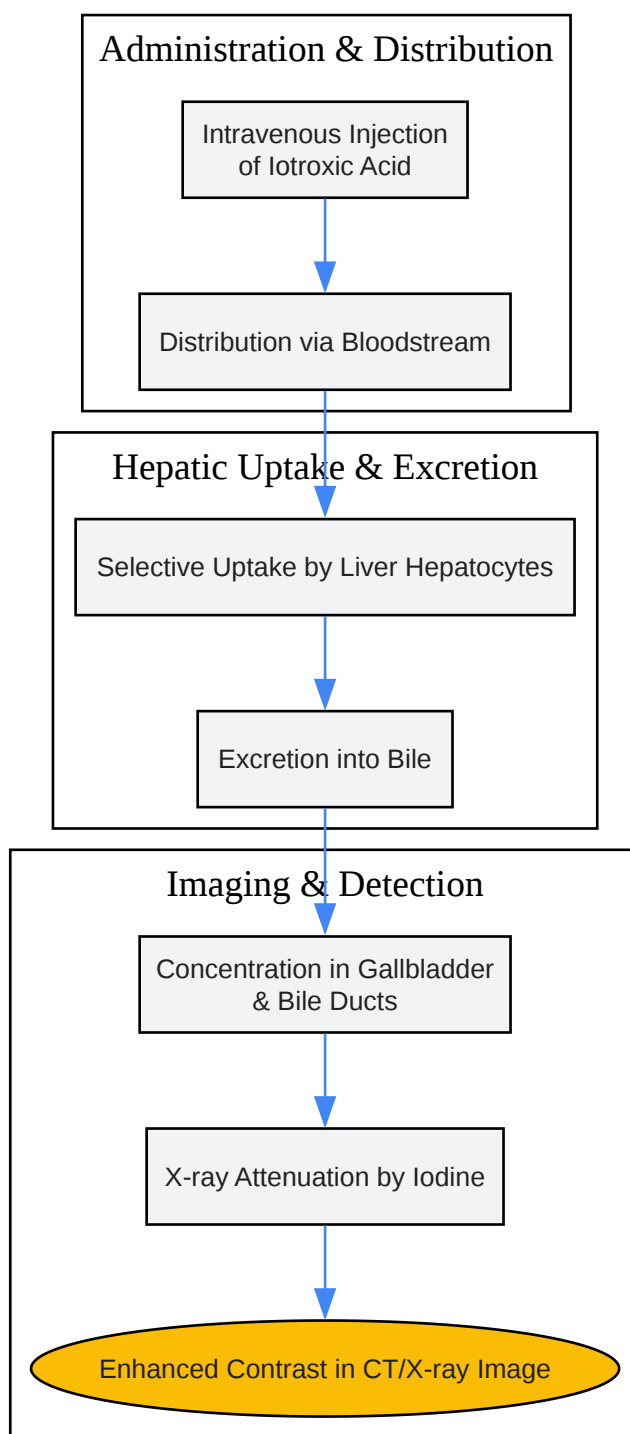 Administration & Distribution
Intravenous Injection
of Iotroxic Acid
Distribution via Bloodstream
Hepatic Uptake & Excretion
Selective Uptake by Liver Hepatocytes
Excretion into Bile
Imaging & Detection
Concentration in Gallbladder
& Bile Ducts
X-ray Attenuation by Iodine
Enhanced Contrast in CT/X-ray Image